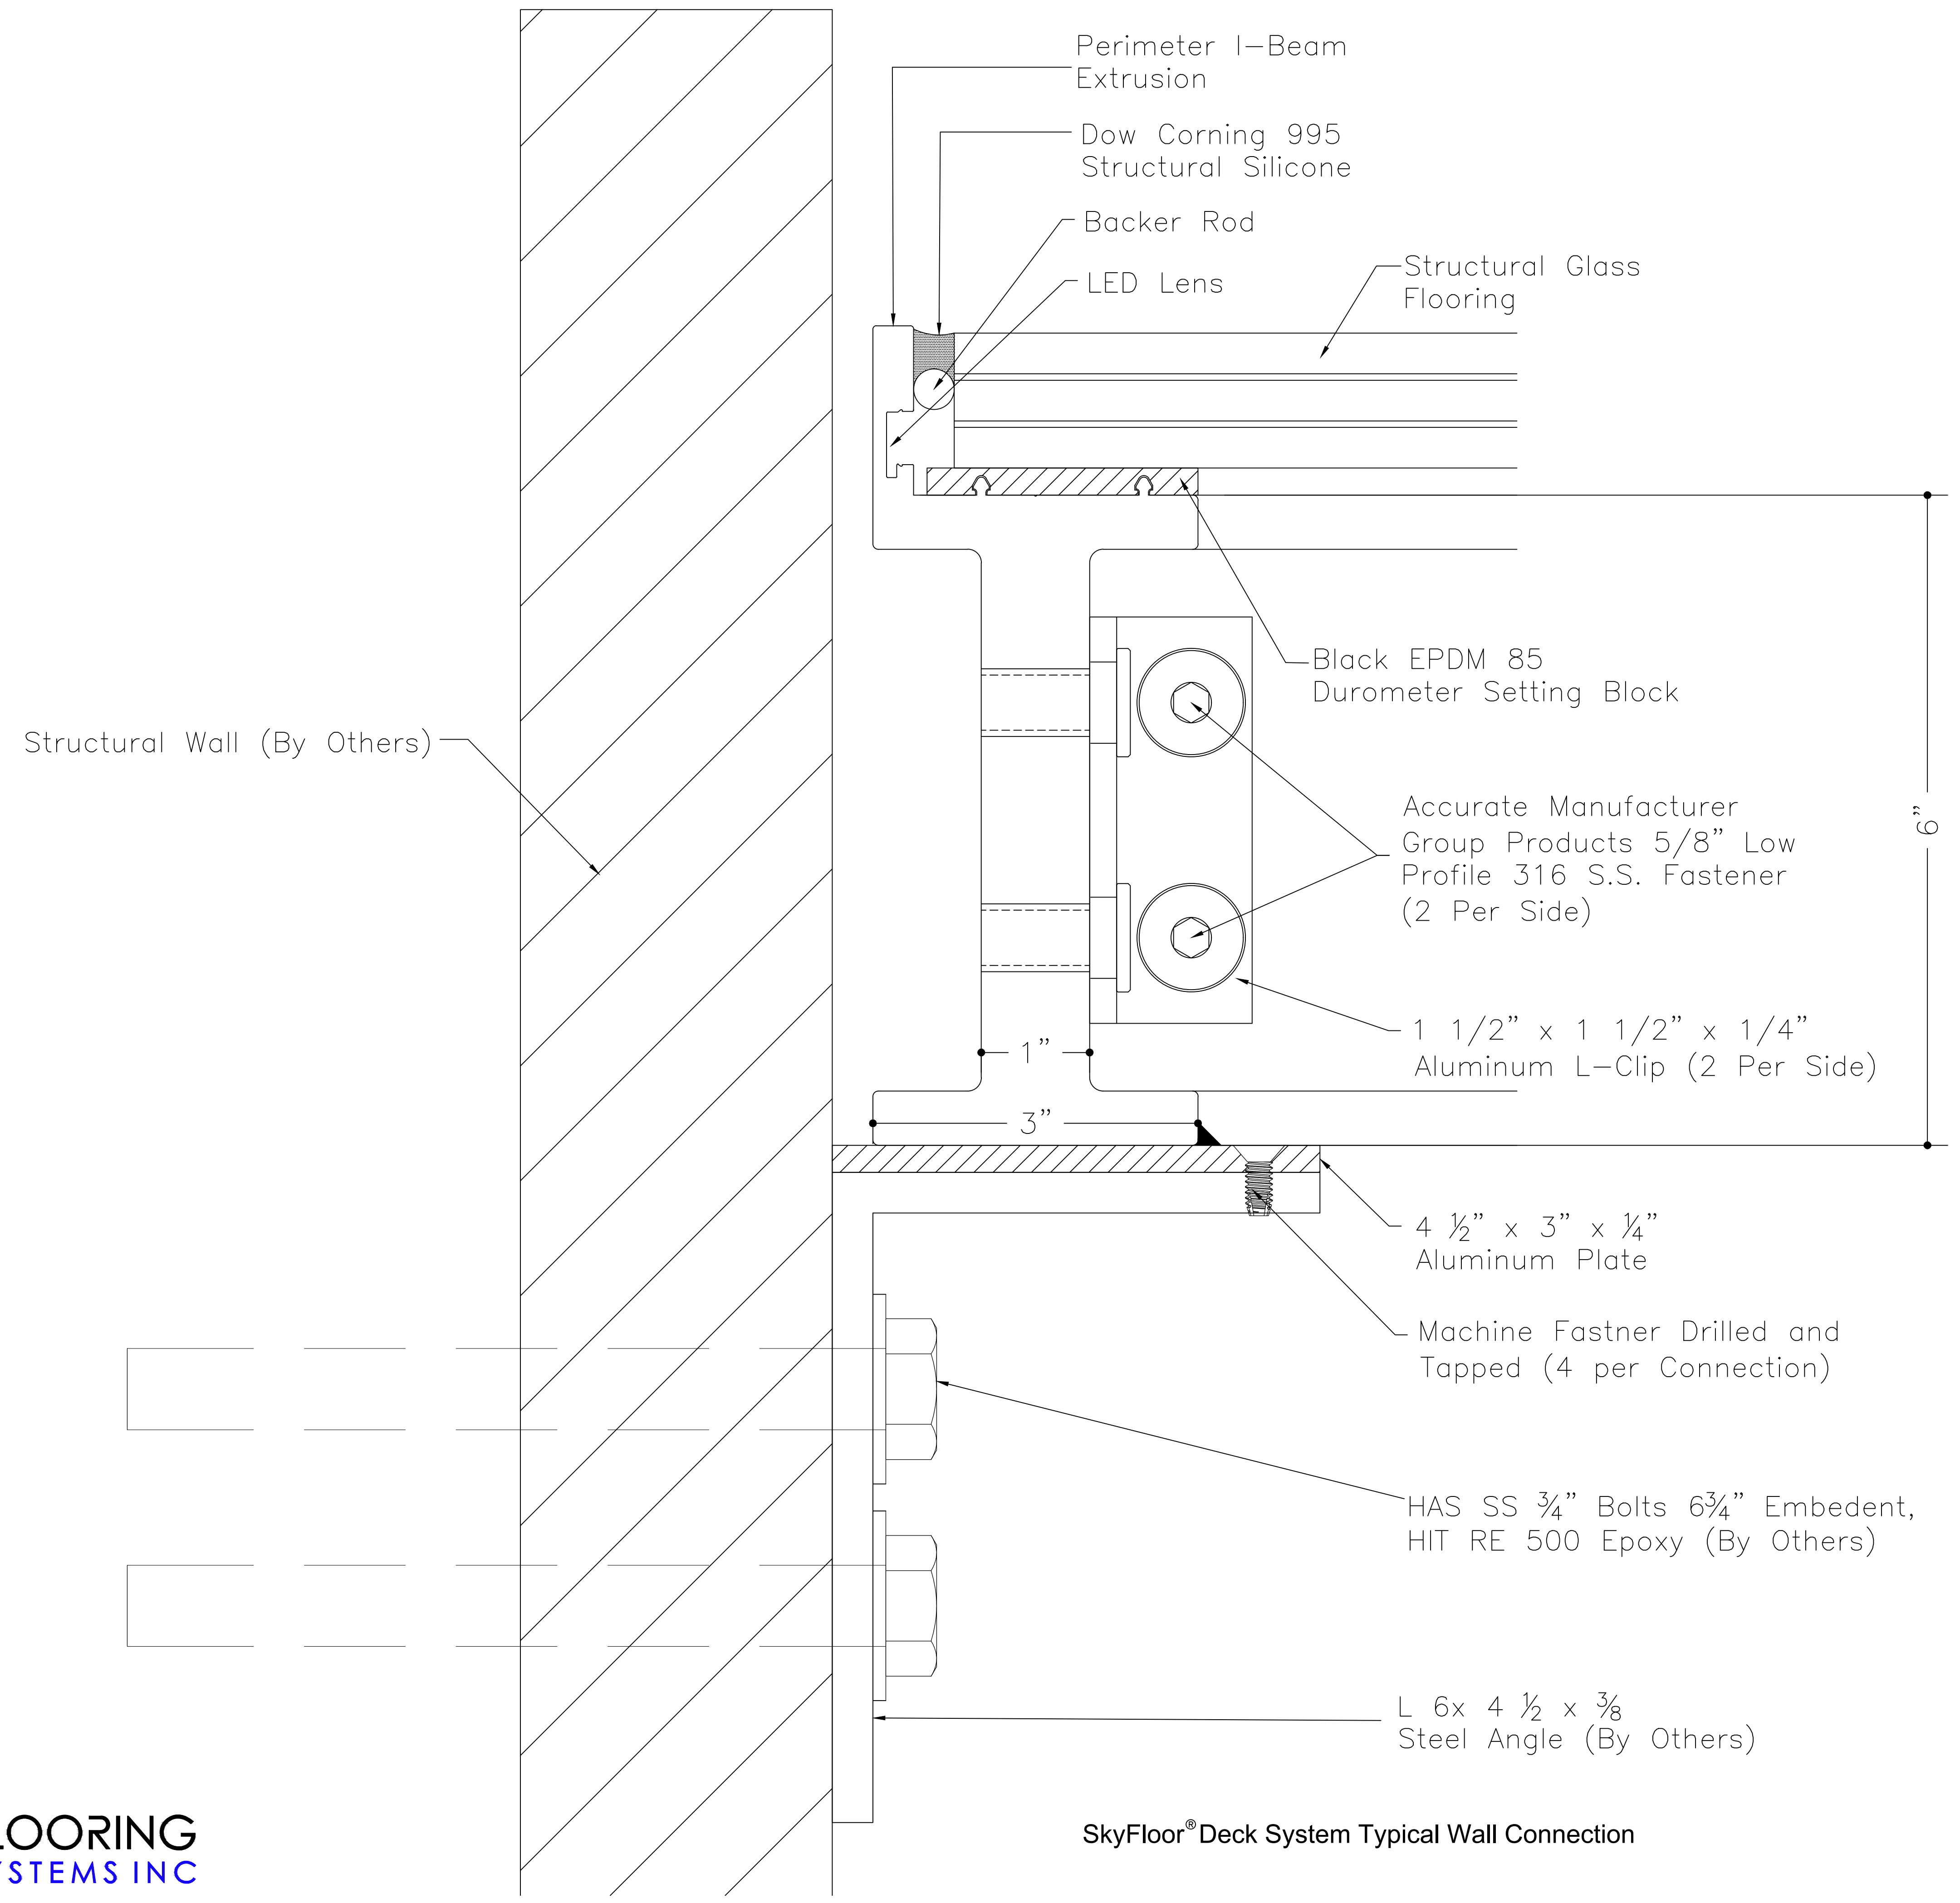 Perimeter I-Beam
Extrusion
Dow Corning 995
Structural Silicone
Backer Rod
LED Lens
Structural Glass
Flooring
Black EPDM 85
Durometer Setting Block
Structural Wall (By Others)
Accurate Manufacturer
Group Products 5/8" Low
Profile 316 S.S. Fastener
(2 Per Side)
6"
1 1/2" x 1 1/2" x 1/4"
Aluminum L-Clip (2 Per Side)
1"
3"
4 ½" x 3" x ¼"
Aluminum Plate
Machine Fastner Drilled and
Tapped (4 per Connection)
HAS SS ¾" Bolts 6¾" Embedent,
HIT RE 500 Epoxy (By Others)
L 6x 4 ½ x ⅜
Steel Angle (By Others)
LOORING
STEMS INC
SkyFloor® Deck System Typical Wall Connection